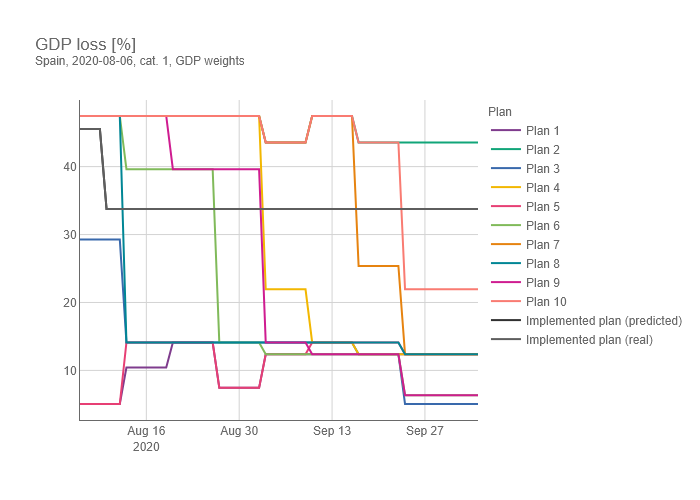 GDP loss [%]
Spain, 2020-08-06, cat. 1, GDP weights
Plan
Plan 1
Plan 2
Plan 3
Plan 4
Plan 5
Plan 6
Plan 7
Plan 8
Plan 9
Plan 10
Implemented plan (predicted)
Implemented plan (real)
40
30
20
10
Aug 16 Aug 30 Sep 13 Sep 27
2020